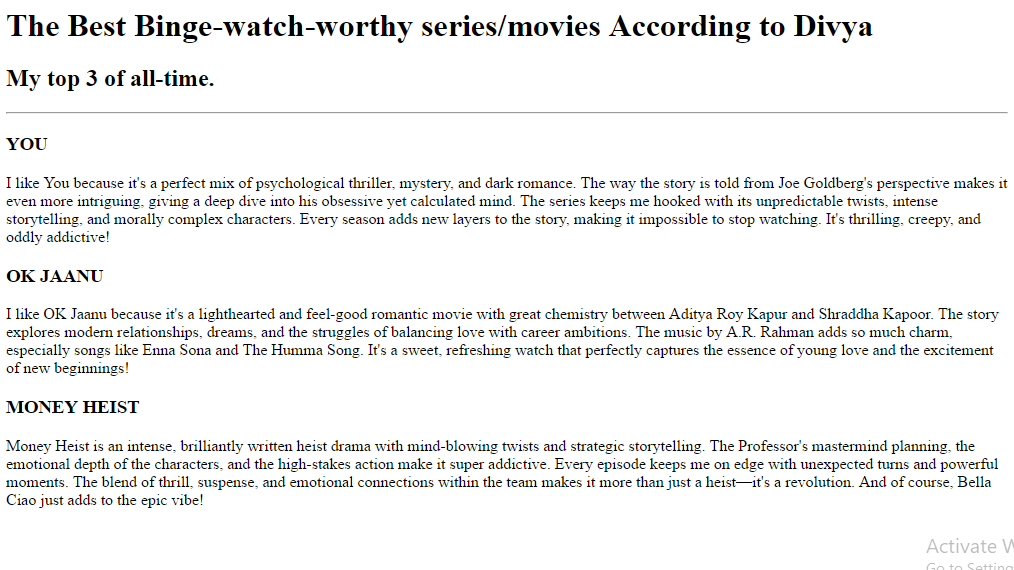 The Best Binge-watch-worthy series/movies According to Divya
My top 3 of all-time.
YOU
I like You because it's a perfect mix of psychological thriller, mystery, and dark romance. The way the story is told from Joe Goldberg's perspective makes it
even more intriguing, giving a deep dive into his obsessive yet calculated mind. The series keeps me hooked with its unpredictable twists, intense
storytelling, and morally complex characters. Every season adds new layers to the story, making it impossible to stop watching. It's thrilling, creepy, and
oddly addictive!
OK JAANU
I like OK Jaanu because it's a lighthearted and feel-good romantic movie with great chemistry between Aditya Roy Kapur and Shraddha Kapoor. The story
explores modern relationships, dreams, and the struggles of balancing love with career ambitions. The music by A.R. Rahman adds so much charm,
especially songs like Enna Sona and The Humma Song. It's a sweet, refreshing watch that perfectly captures the essence of young love and the excitement
of new beginnings!
MONEY HEIST
Money Heist is an intense, brilliantly written heist drama with mind-blowing twists and strategic storytelling. The Professor's mastermind planning, the
emotional depth of the characters, and the high-stakes action make it super addictive. Every episode keeps me on edge with unexpected turns and powerful
moments. The blend of thrill, suspense, and emotional connections within the team makes it more than just a heist—it's a revolution. And of course, Bella
Ciao just adds to the epic vibe!
Activate
Go to